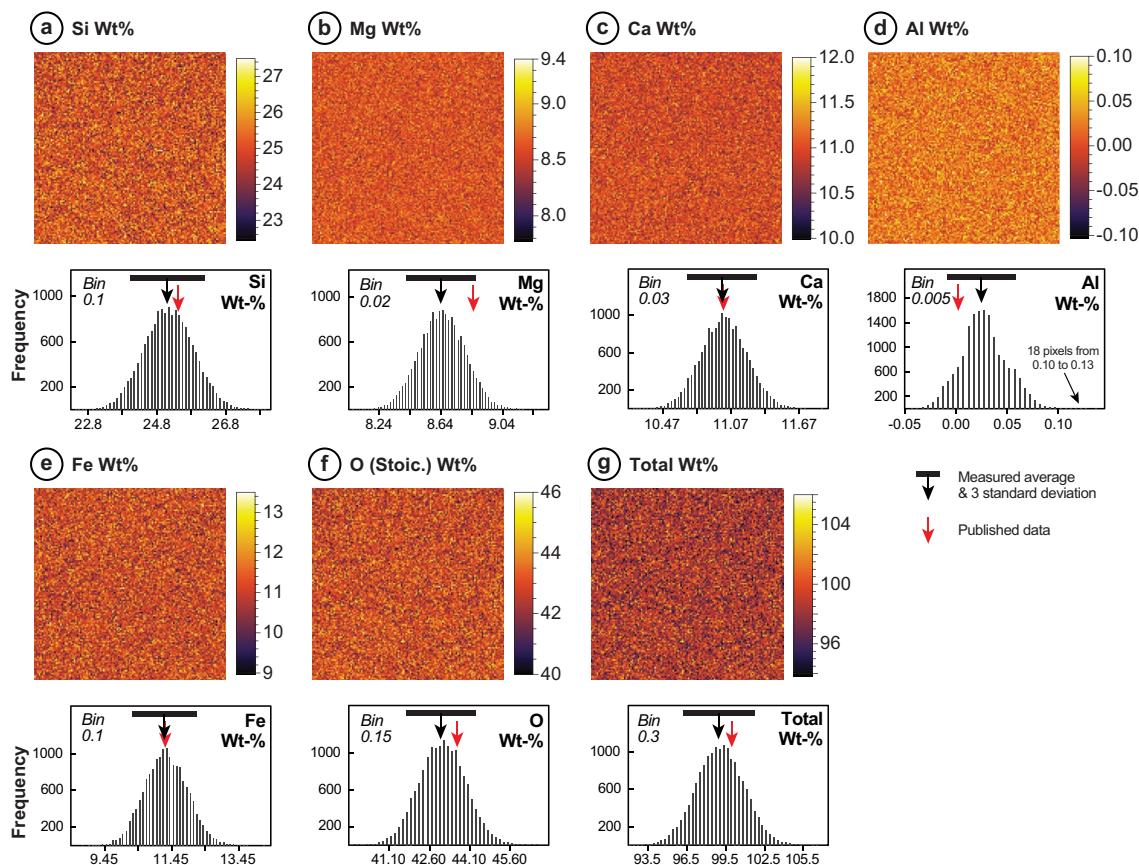 a Si Wt%
b Mg Wt%
c Ca Wt%
d Al Wt%
27
26
25
24
23
9.4
9.0
8.5
8.0
12.0
11.5
11.0
10.5
10.0
0.10
0.05
0.00
-0.05
-0.10
Frequency
Bin
0.1
Si
Wt-%
1000
600
200
22.8 24.8 26.8
Bin
0.02
Mg
Wt-%
1000
600
200
8.24 8.64 9.04
Bin
0.03
Ca
Wt-%
1000
600
200
10.47 11.07 11.67
Bin
0.005
Al
Wt-%
1800
1400
1000
600
200
18 pixels from
0.10 to 0.13
-0.05 0.00 0.05 0.10
e Fe Wt%
f O (Stoic.) Wt%
g Total Wt%
13
12
11
10
9
46
44
42
40
104
100
96
Measured average
& 3 standard deviation
Published data
Frequency
Bin
0.1
Fe
Wt-%
1000
600
200
9.45 11.45 13.45
Bin
0.15
O
Wt-%
1000
600
200
41.10 42.60 44.10 45.60
Bin
0.3
Total
Wt-%
1000
600
200
93.5 96.5 99.5 102.5 105.5